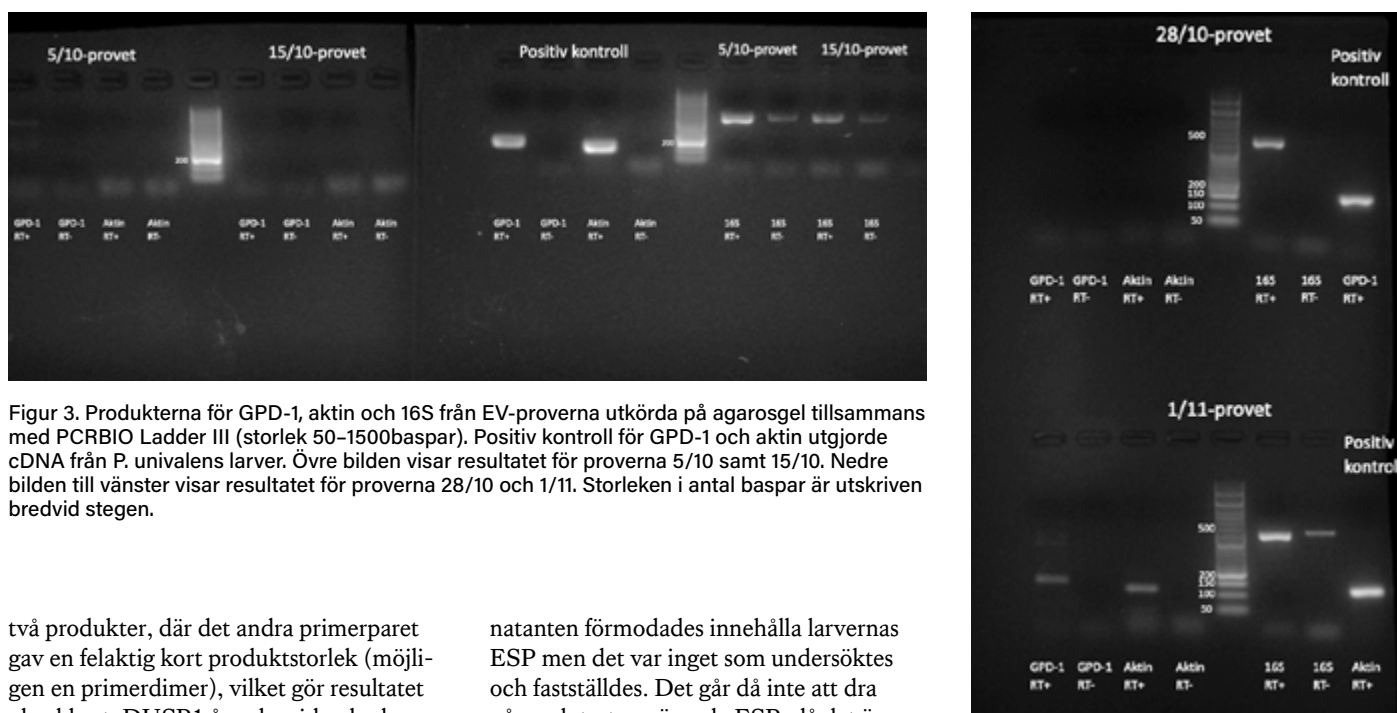 5/10-provet 15/10-provet Positiv kontroll 5/10-provet 15/10-provet
200 200
GPD-1 GPD-1 Aktin Aktin GPD-1 GPD-1 Aktin Aktin GPD-1 GPD-1 Aktin Aktin 16S 16S 16S 16S
RT+ RT- RT+ RT- RT+ RT- RT+ RT- RT+ RT- RT+ RT- RT+ RT- RT+ RT-
28/10-provet
Positiv
kontroll
500
200
150
100
50
GPD-1 GPD-1 Aktin Aktin 16S 16S GPD-1
RT+ RT- RT+ RT- RT+ RT- RT+
1/11-provet
Positiv
kontrol
500
200
150
100
50
GPD-1 GPD-1 Aktin Aktin 16S 16S Aktin
RT+ RT- RT+ RT- RT+ RT- RT+
Figur 3. Produkterna för GPD-1, aktin och 16S från EV-proverna utkörda på agarosgel tillsammans
med PCRBIO Ladder III (storlek 50–1500baspar). Positiv kontroll för GPD-1 och aktin utgjorde
cDNA från P. univalens larver. Övre bilden visar resultatet för proverna 5/10 samt 15/10. Nedre
bilden till vänster visar resultatet för proverna 28/10 och 1/11. Storleken i antal baspar är utskriven
bredvid stegen.
två produkter, där det andra primerparet
gav en felaktig kort produktstorlek (möjli-
gen en primerdimer), vilket gör resultatet
natanten förmodades innehålla larvernas
ESP men det var inget som undersöktes
och fastställdes. Det går då inte att dra